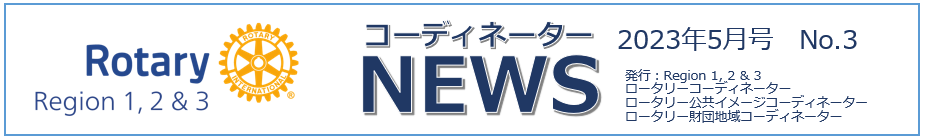 Rotary
Region 1, 2 & 3
ROTARY
INTERNATIONAL
®
コーディネーター
NEWS
2023年5月号　No.3
発行：Region 1, 2 & 3
ロータリーコーディネーター
ロータリー公共イメージコーディネーター
ロータリー財団地域コーディネーター